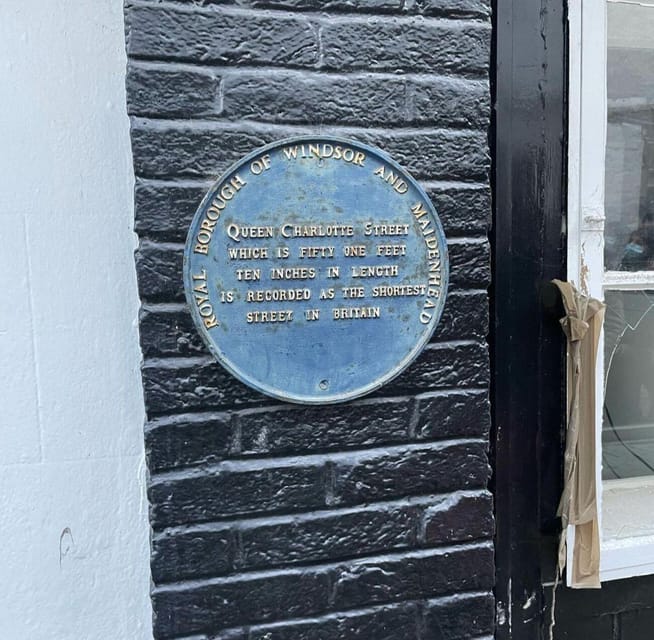 ROYAL BOROUGH OF WINDSOR AND MAIDENHEAD
QUEEN CHARLOTTE STREET
WHICH IS FIFTY ONE FEET
TEN INCHES IN LENGTH
IS RECORDED AS THE SHORTEST
STREET IN BRITAIN